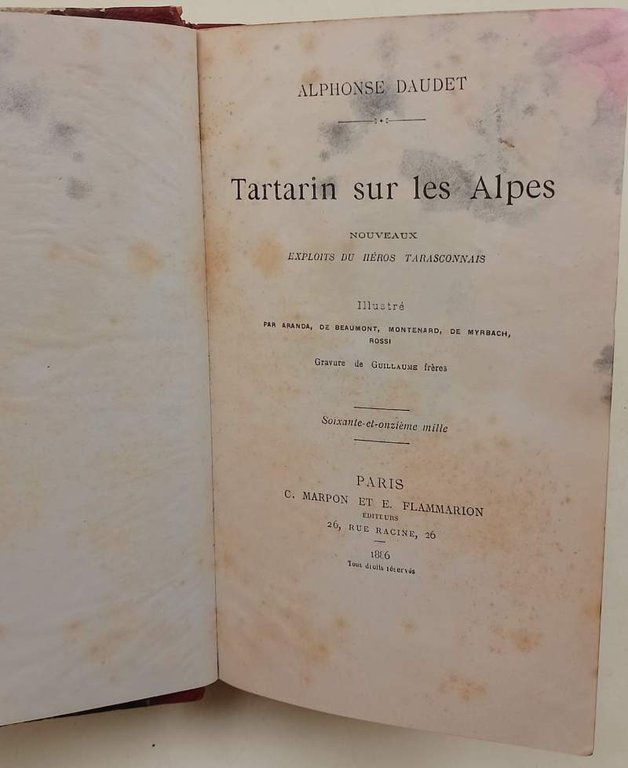 ALPHONSE DAUDET
Tartarin sur les Alpes
NOUVEAUX
EXPLOITS DU HÉROS TARASCONNAIS
Illustré
PAR ARANDA, DE BEAUMONT, MONTENARD, DE MYRBACH,
ROSSI
Gravure de GUILLAUME frères
Soixante-et-onzième mille
PARIS
C. MARPON ET E. FLAMMARION
ÉDITEURS
26, RUE RACINE, 26
1886
Tous droits réservés